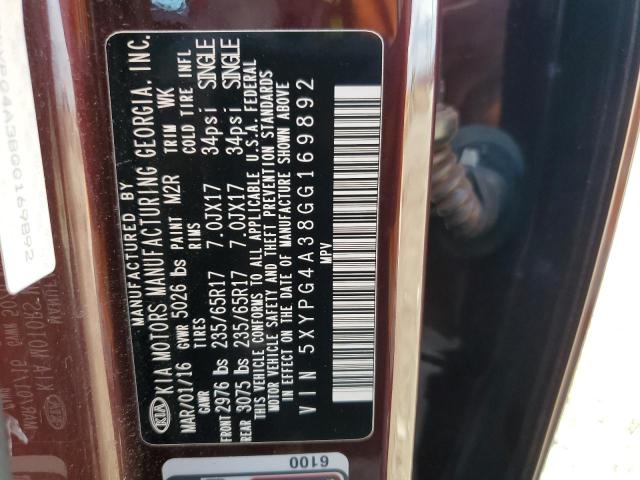 MANUFACTURED BY
KIA KIA MOTORS MANUFACTURING GEORGIA, INC.
MAR/01/16 GVWR 5026 lbs PAINT M2R TRIM WK
GAWR TIRES RIMS COLD TIRE INFL
FRONT 2976 lbs 235/65R17 7.0JX17 34psi SINGLE
REAR 3075 lbs 235/65R17 7.0JX17 34psi SINGLE
THIS VEHICLE CONFORMS TO ALL APPLICABLE U.S.A. FEDERAL
MOTOR VEHICLE SAFETY AND THEFT PREVENTION STANDARDS
IN EFFECT ON THE DATE OF MANUFACTURE SHOWN ABOVE
VIN 5XYPG4A38GG169892
MPV
6100